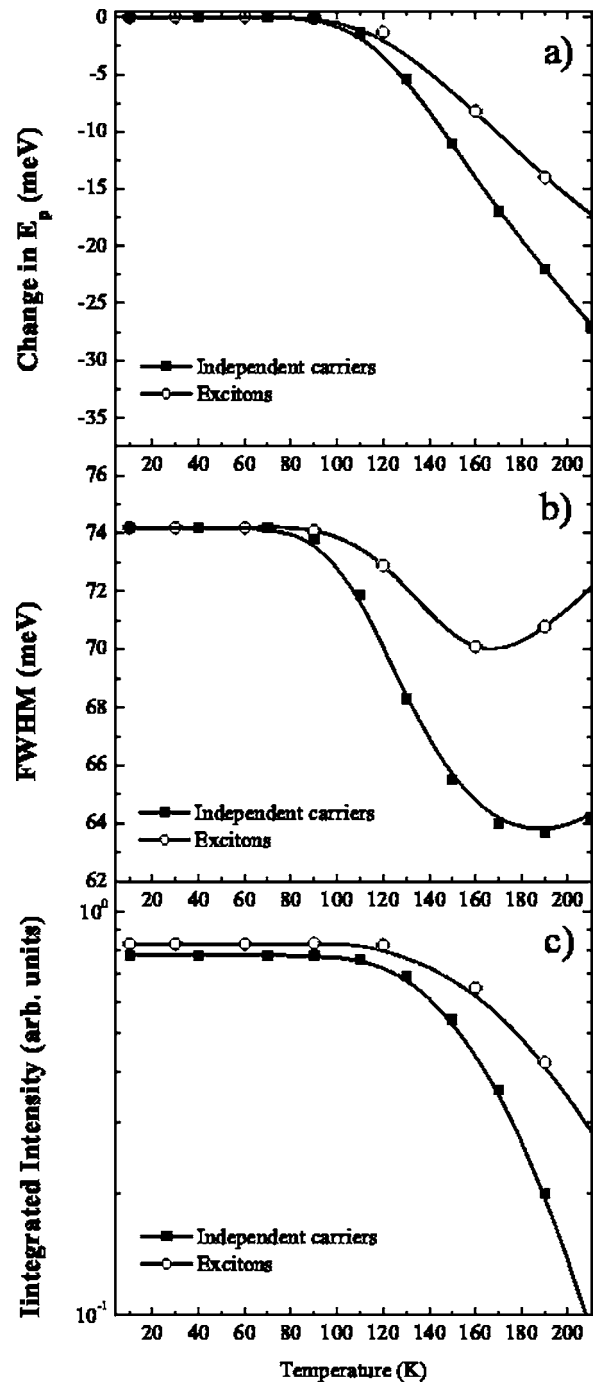 a)
Change in Ep (meV)
0
-5
-10
-15
-20
-25
-30
-35
Independent carriers
Excitons
20 40 60 80 100 120 140 160 180 200
b)
FWHM (meV)
76
74
72
70
68
66
64
62
Independent carriers
Excitons
20 40 60 80 100 120 140 160 180 200
c)
Iintegrated Intensity (arb. units)
10^0
10^-1
Independent carriers
Excitons
20 40 60 80 100 120 140 160 180 200
Temperature (K)